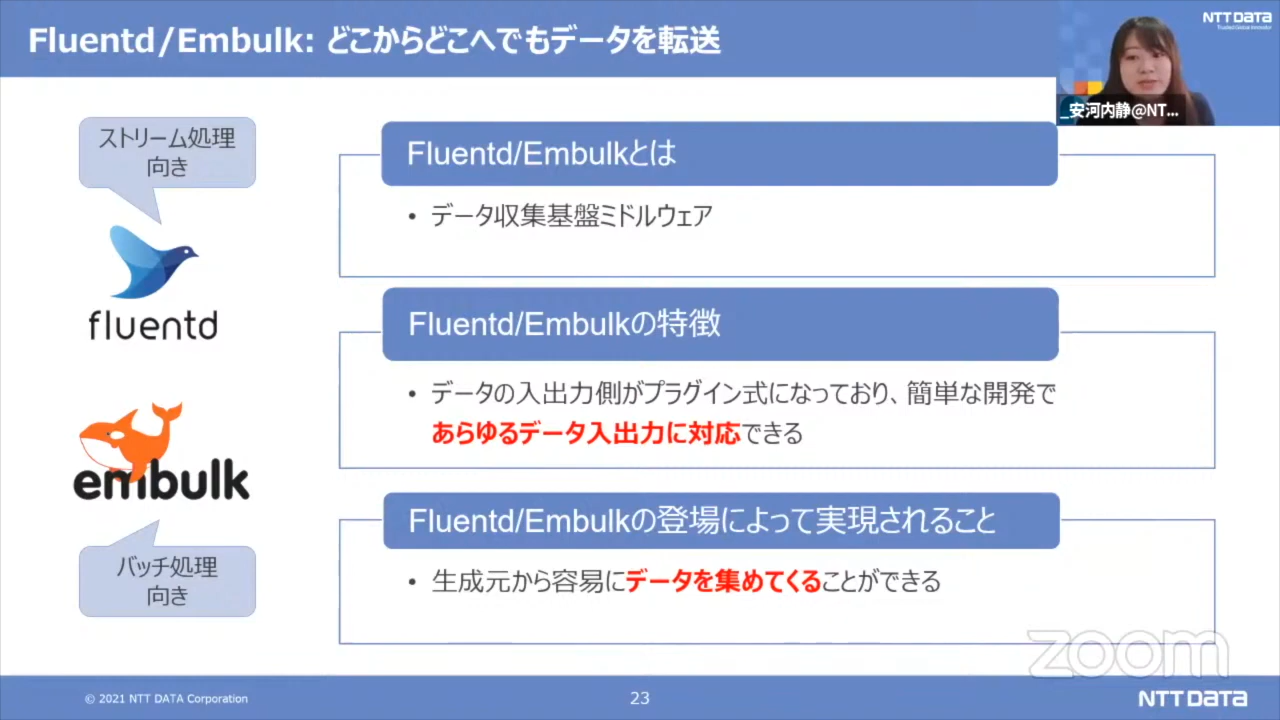 Fluentd/Embulk: どこからどこへでもデータを転送
NTT DATA
Trusted Global Innovator
_安河内静@NT...
ストリーム処理
向き
fluentd
embulk
バッチ処理
向き
Fluentd/Embulkとは
• データ収集基盤ミドルウェア
Fluentd/Embulkの特徴
• データの入出力側がプラグイン式になっており、簡単な開発で
あらゆるデータ入出力に対応できる
Fluentd/Embulkの登場によって実現されること
• 生成元から容易にデータを集めてくることができる
zoom
© 2021 NTT DATA Corporation
23
NTT DATA